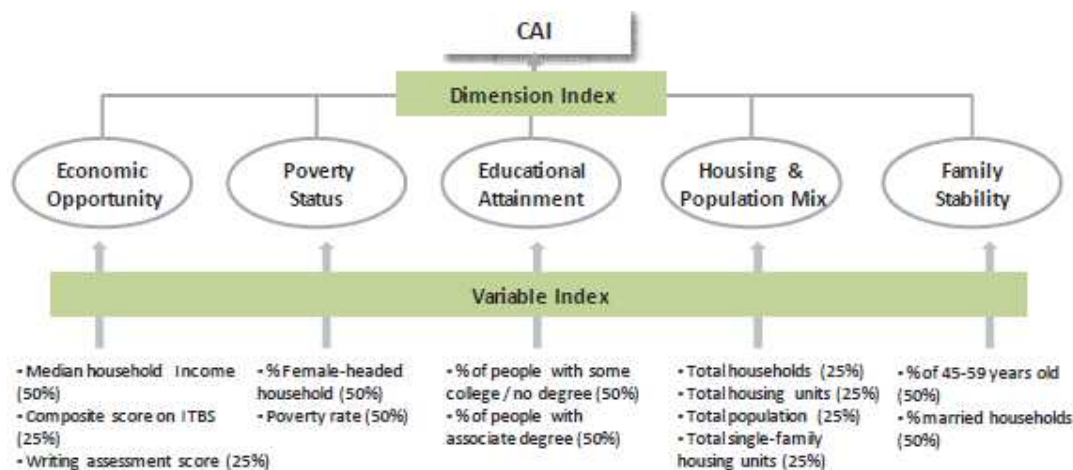 CAI
Dimension Index
Economic
Opportunity
Poverty
Status
Educational
Attainment
Housing &
Population Mix
Family
Stability
Variable Index
- Median household Income
(50%)
- Composite score on ITBS
(25%)
- Writing assessment score (25%)
- % Female-headed
household (50%)
- Poverty rate (50%)
- % of people with some
college / no degree (50%)
- % of people with
associate degree (50%)
- Total households (25%)
- Total housing units (25%)
- Total population (25%)
- Total single-family
housing units (25%)
- % of 45-59 years old
(50%)
- % married households
(50%)